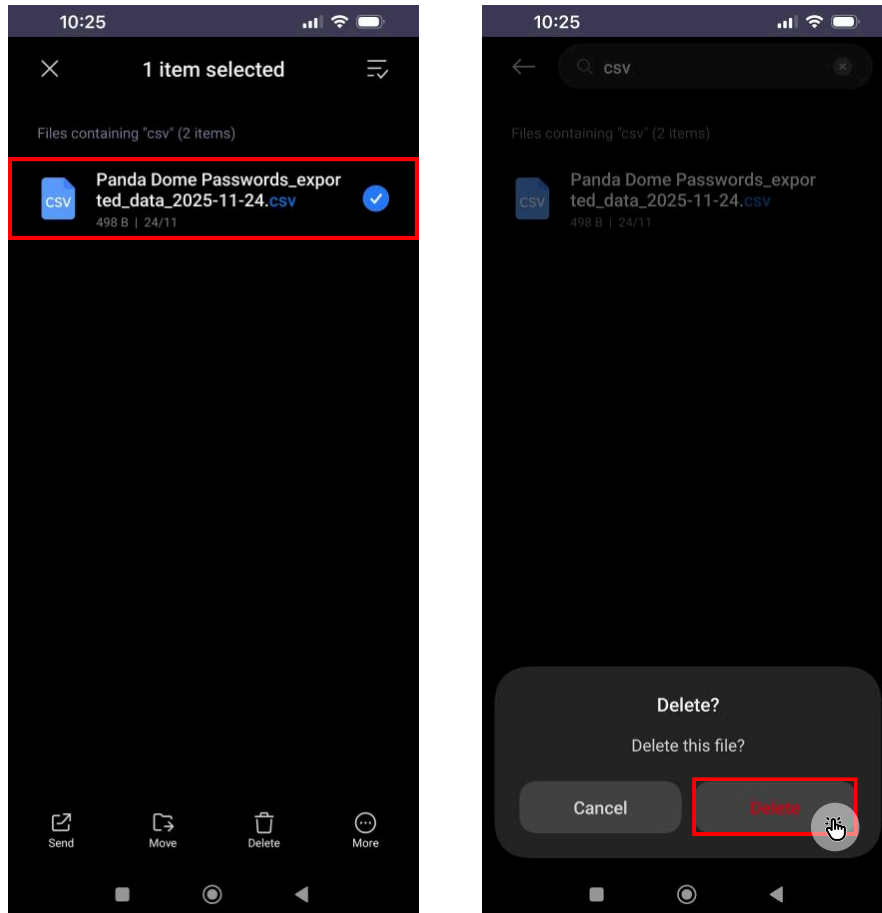 10:25
1 item selected
Files containing "csv" (2 items)
CSV
Panda Dome Passwords_expor
ted_data_2025-11-24.csv
498 B | 24/11
Send
Move
Delete
More
10:25
csv
Files containing "csv" (2 items)
CSV
Panda Dome Passwords_expor
ted_data_2025-11-24.csv
498 B | 24/11
Delete?
Delete this file?
Cancel
Delete